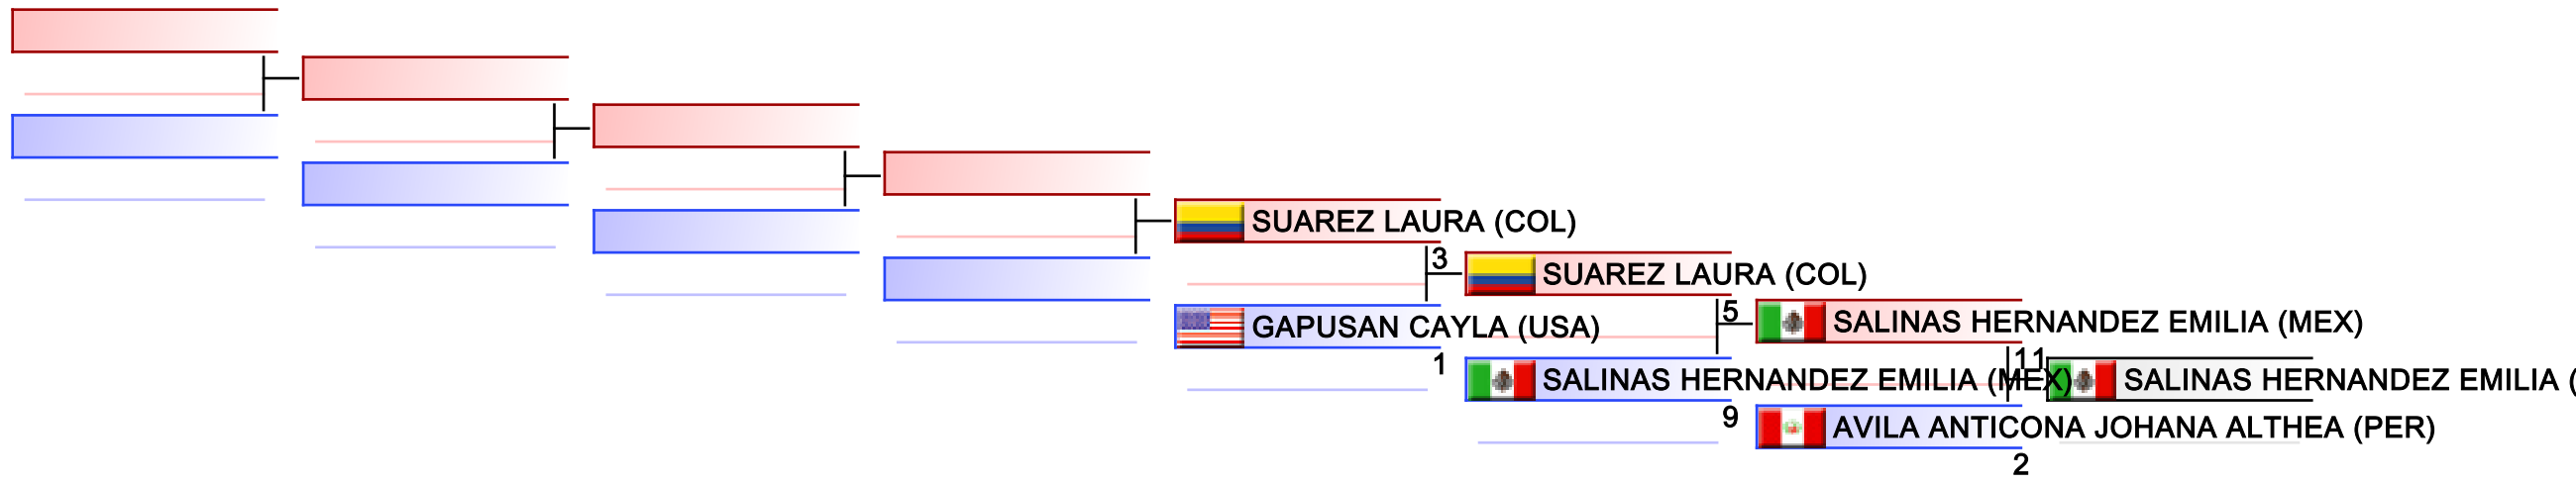 SUAREZ LAURA (COL)
3
SUAREZ LAURA (COL)
GAPUSAN CAYLA (USA)
1
5
SALINAS HERNANDEZ EMILIA (MEX)
SALINAS HERNANDEZ EMILIA (MEX)
9
11
SALINAS HERNANDEZ EMILIA (
AVILA ANTICONA JOHANA ALTHEA (PER)
2